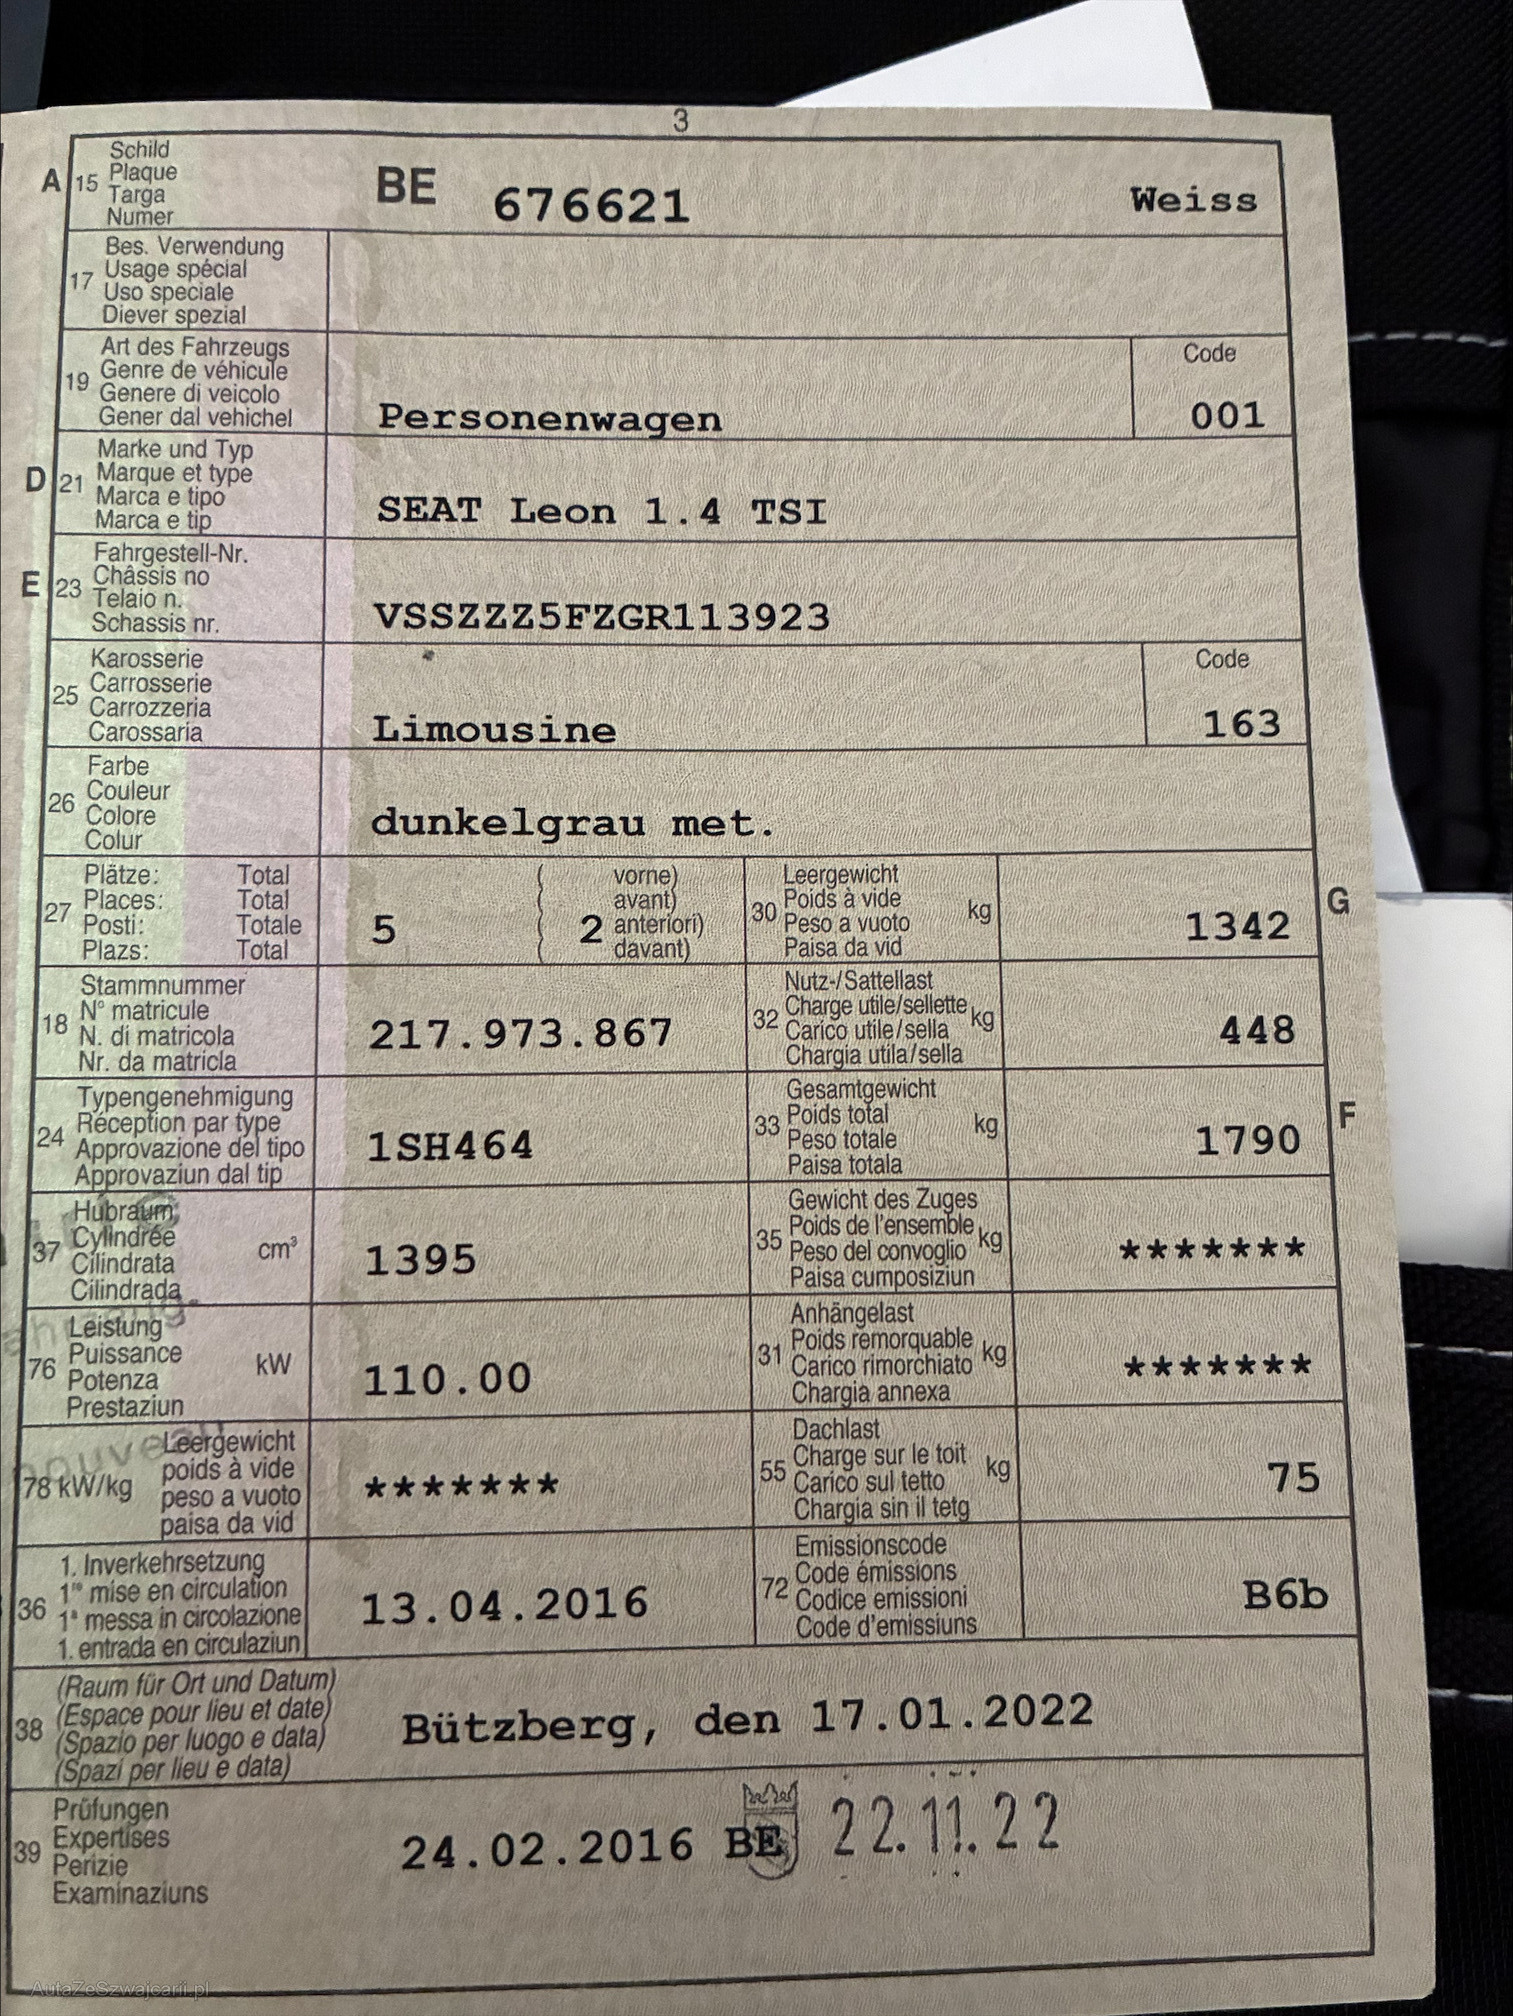 3
A 15 Schild
Plaque
Targa
Numer
BE 676621 Weiss
17 Bes. Verwendung
Usage spécial
Uso speciale
Diever spezial
19 Art des Fahrzeugs
Genre de véhicule
Genere di veicolo
Gener dal vehichel
Personenwagen
Code
001
D 21 Marke und Typ
Marque et type
Marca e tipo
Marca e tip
SEAT Leon 1.4 TSI
E 23 Fahrgestell-Nr.
Châssis no
Telaio n.
Schassis nr.
VSSZZZ5FZGR113923
25 Karosserie
Carrosserie
Carrozzeria
Carossaria
Limousine
Code
163
26 Farbe
Couleur
Colore
Colur
dunkelgrau met.
27 Plätze: Total
Places: Total
Posti: Totale
Plazs: Total
5 ( 2 vorne)
avant)
anteriori)
davant)
30 Leergewicht
Poids à vide
Peso a vuoto
Paisa da vid
kg
1342
G
18 Stammnummer
N° matricule
N. di matricola
Nr. da matricla
217.973.867
32 Nutz-/Sattellast
Charge utile/sellette
Carico utile/sella
Chargia utila/sella
kg
448
24 Typengenehmigung
Réception par type
Approvazione del tipo
Approvaziun dal tip
1SH464
33 Gesamtgewicht
Poids total
Peso totale
Paisa totala
kg
1790
F
37 Hubraum
Cylindrée
Cilindrata
Cilindrada
cm³
1395
35 Gewicht des Zuges
Poids de l'ensemble
Peso del convoglio
Paisa cumposiziun
kg
*******
76 Leistung
Puissance
Potenza
Prestaziun
kW
110.00
31 Anhängelast
Poids remorquable
Carico rimorchiato
Chargia annexa
kg
*******
nouveau
78 kW/kg Leergewicht
poids à vide
peso a vuoto
paisa da vid
*******
55 Dachlast
Charge sur le toit
Carico sul tetto
Chargia sin il tetg
kg
75
36 1. Inverkehrsetzung
1re mise en circulation
1a messa in circolazione
1. entrada en circulaziun
13.04.2016
72 Emissionscode
Code émissions
Codice emissioni
Code d'emissiuns
B6b
38 (Raum für Ort und Datum)
(Espace pour lieu et date)
(Spazio per luogo e data)
(Spazi per lieu e data)
Bützberg, den 17.01.2022
39 Prüfungen
Expertises
Perizie
Examinaziuns
24.02.2016 BE 22.11.22
AutaZeSzwajcarii.pl